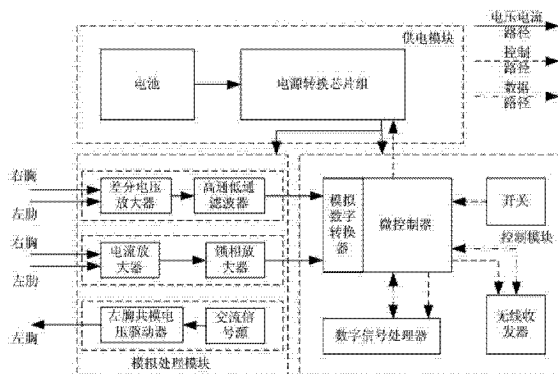 供电模块
电压电流
路径
控制
路径
数据
路径
电池
电源转换芯片组
右胸
左肋
差分电压
放大器
高通低通
滤波器
右胸
左肋
电流放
大器
锁相放
大器
左胸
左胸共模电
压驱动器
交流信
号源
模拟处理模块
模拟
数字
转换
器
微控制器
开关
控制模块
数字信号处理器
无线收
发器